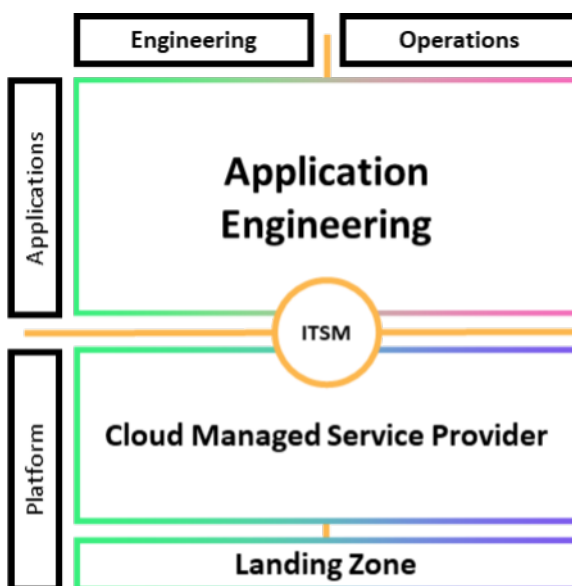 Engineering
Operations
Applications
Application
Engineering
ITSM
Platform
Cloud Managed Service Provider
Landing Zone